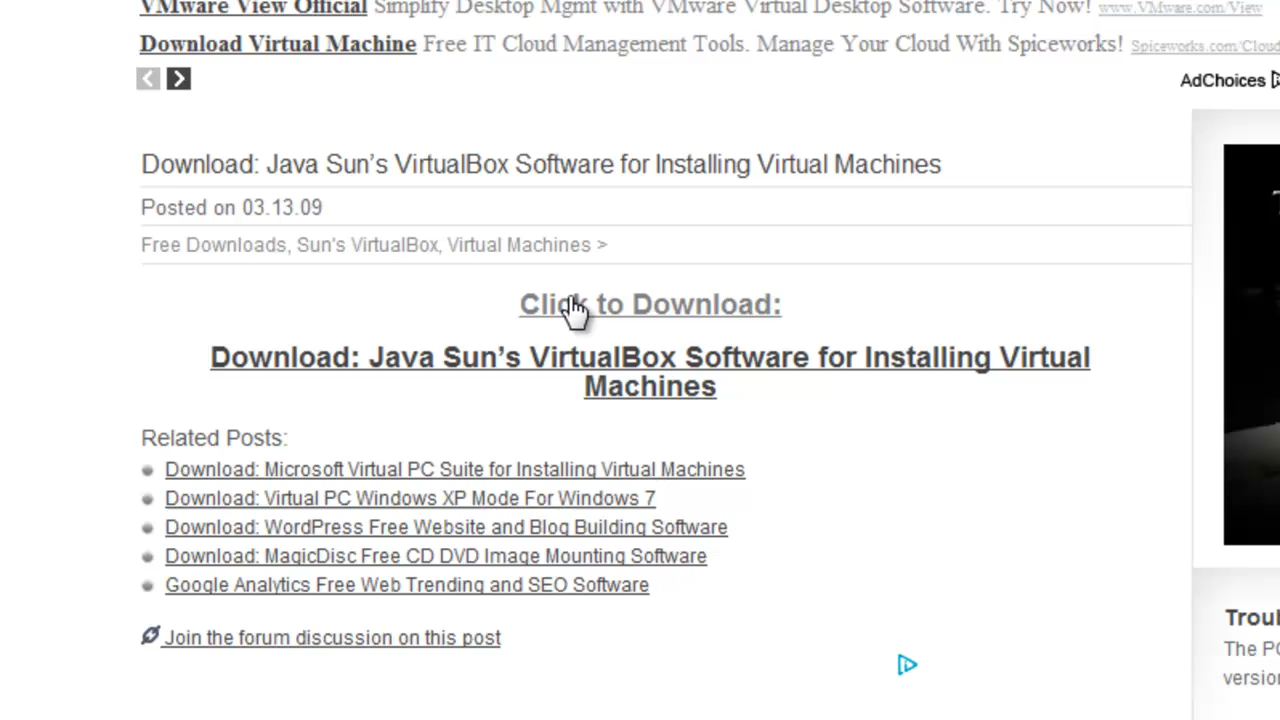 VMware View Official Simplify Desktop Mgmt with VMware Virtual Desktop Software. Try Now! www.VMware.com/View
Download Virtual Machine Free IT Cloud Management Tools. Manage Your Cloud With Spiceworks! Spiceworks.com/Cloud
AdChoices
Download: Java Sun’s VirtualBox Software for Installing Virtual Machines
Posted on 03.13.09
Free Downloads, Sun's VirtualBox, Virtual Machines >
Click to Download:
Download: Java Sun’s VirtualBox Software for Installing Virtual
Machines
Related Posts:
Download: Microsoft Virtual PC Suite for Installing Virtual Machines
Download: Virtual PC Windows XP Mode For Windows 7
Download: WordPress Free Website and Blog Building Software
Download: MagicDisc Free CD DVD Image Mounting Software
Google Analytics Free Web Trending and SEO Software
Trou
Join the forum discussion on this post
The PC
versio